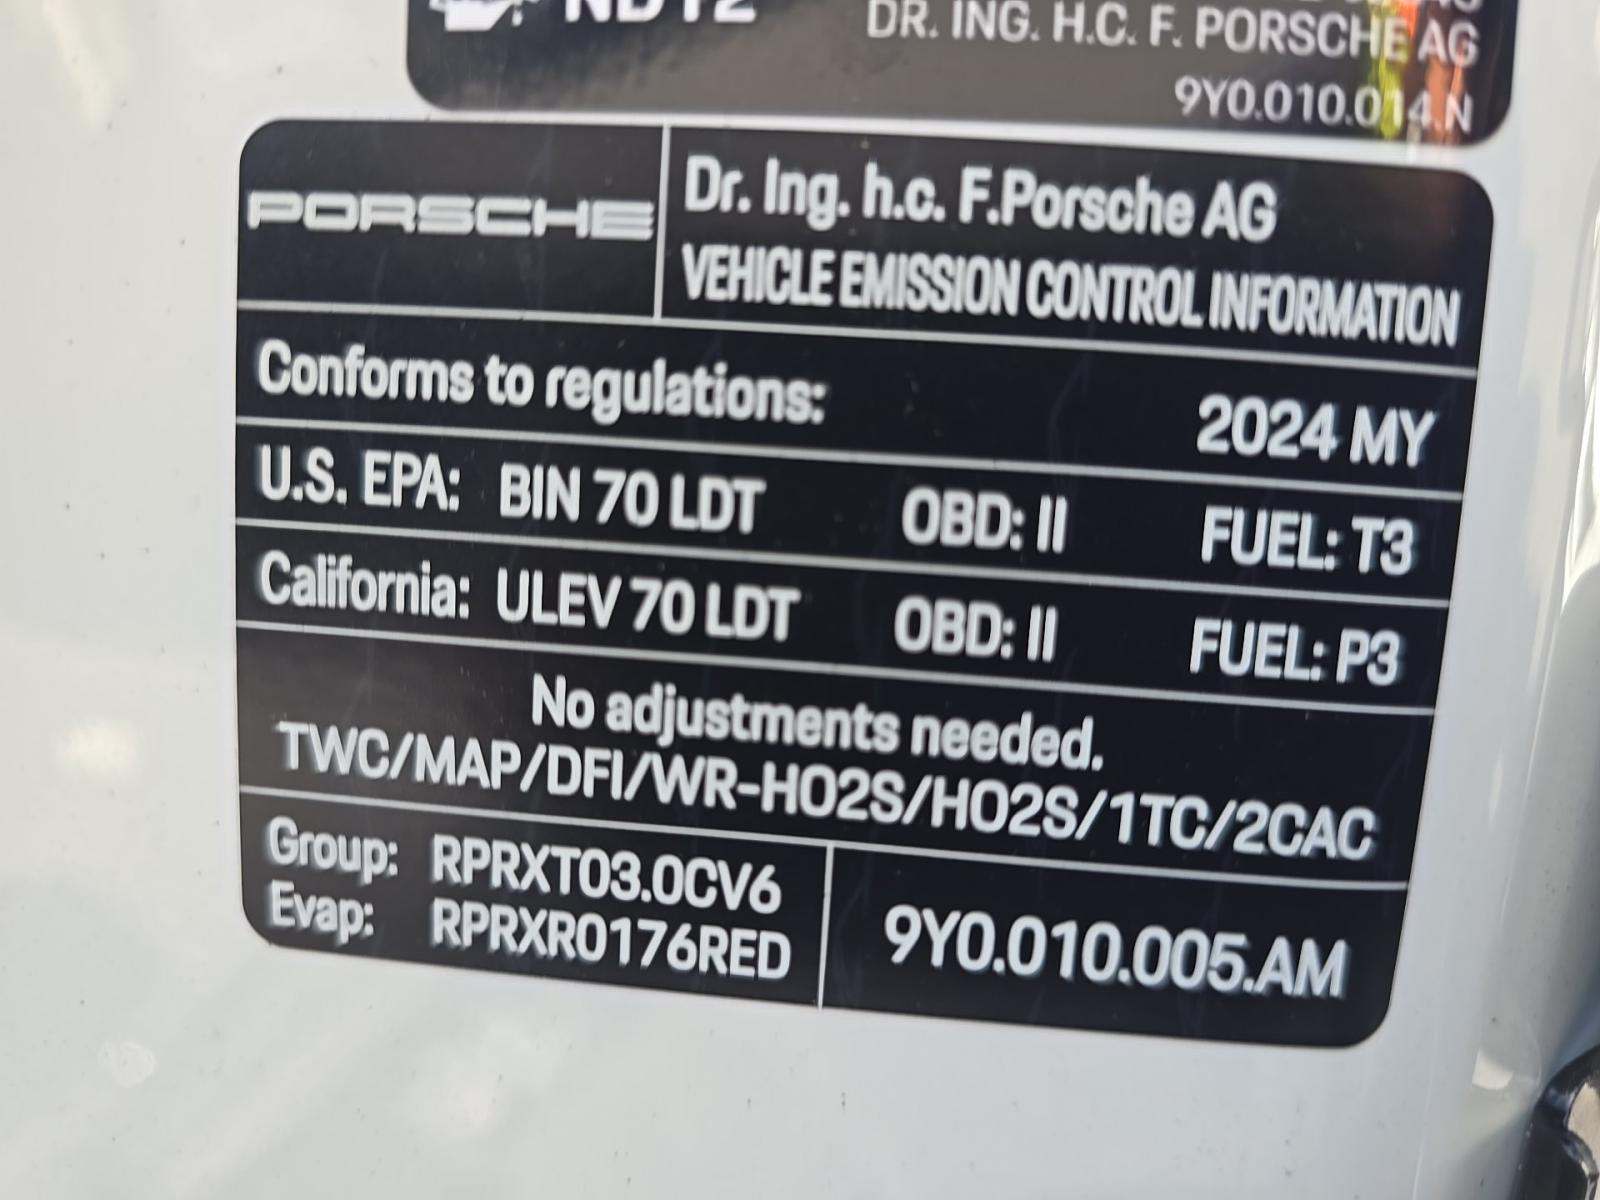 DR. ING. H.C. F. PORSCHE AG
9Y0.010.014.N
PORSCHE
Dr. Ing. h.c. F.Porsche AG
VEHICLE EMISSION CONTROL INFORMATION
Conforms to regulations: 2024 MY
U.S. EPA: BIN 70 LDT OBD: II FUEL: T3
California: ULEV 70 LDT OBD: II FUEL: P3
No adjustments needed.
TWC/MAP/DFI/WR-HO2S/HO2S/1TC/2CAC
Group: RPRXT03.0CV6
Evap: RPRXR0176RED
9Y0.010.005.AM